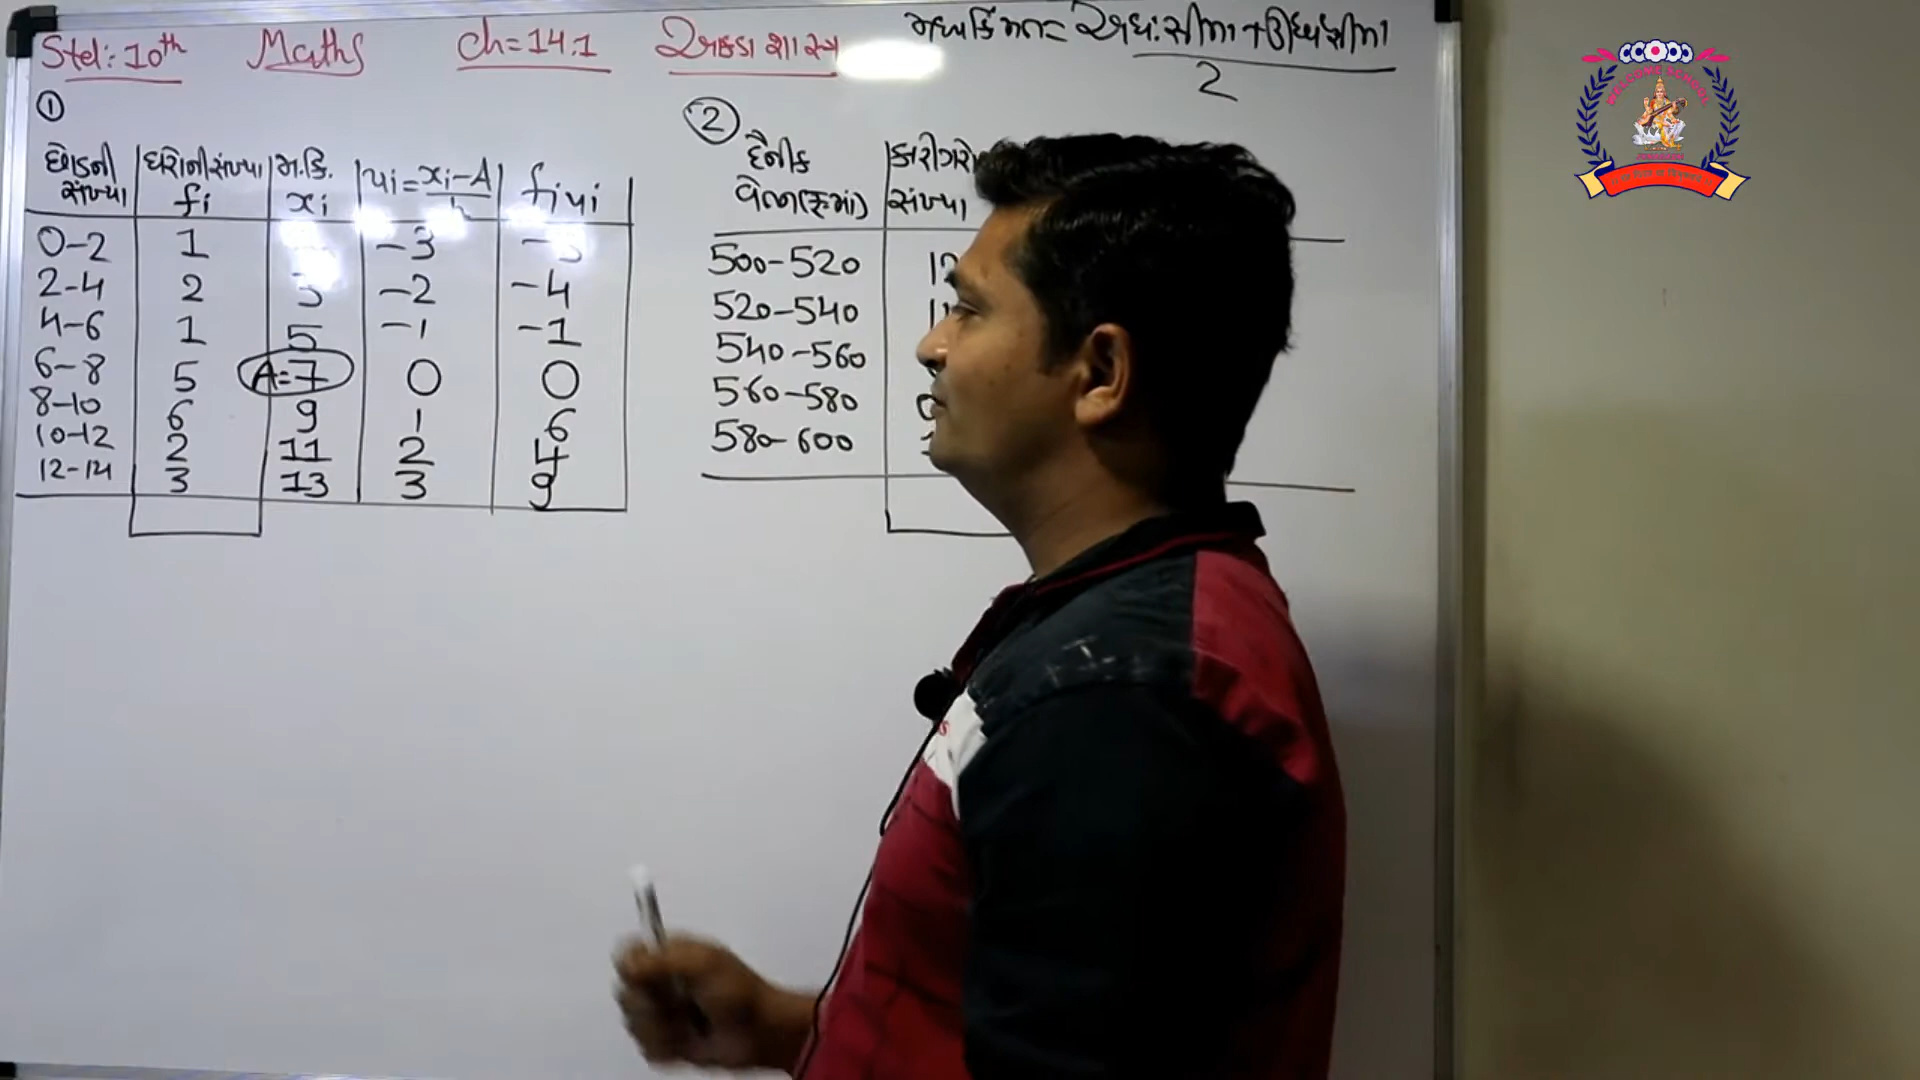 Std: 10th Maths Ch = 14.1 આંકડાશાસ્ત્ર
મધ્યકિંમત = અધઃસીમા + ઊર્ધ્વસીમા
2
①
છોડની સંખ્યા | ઘરોની સંખ્યા fi | મ.કિં. xi | ui = xi - A | fiui
0-2 1 -3
2-4 2 3 -2 -4
4-6 1 5 -1 -1
6-8 5 A=7 0 0
8-10 6 9 1 6
10-12 2 11 2 4
12-14 3 13 3 9
②
દૈનીક વેતન(રૂ.માં) | સંખ્યા
500-520
520-540
540-560
560-580
580-600
WELCOME SCHOOL